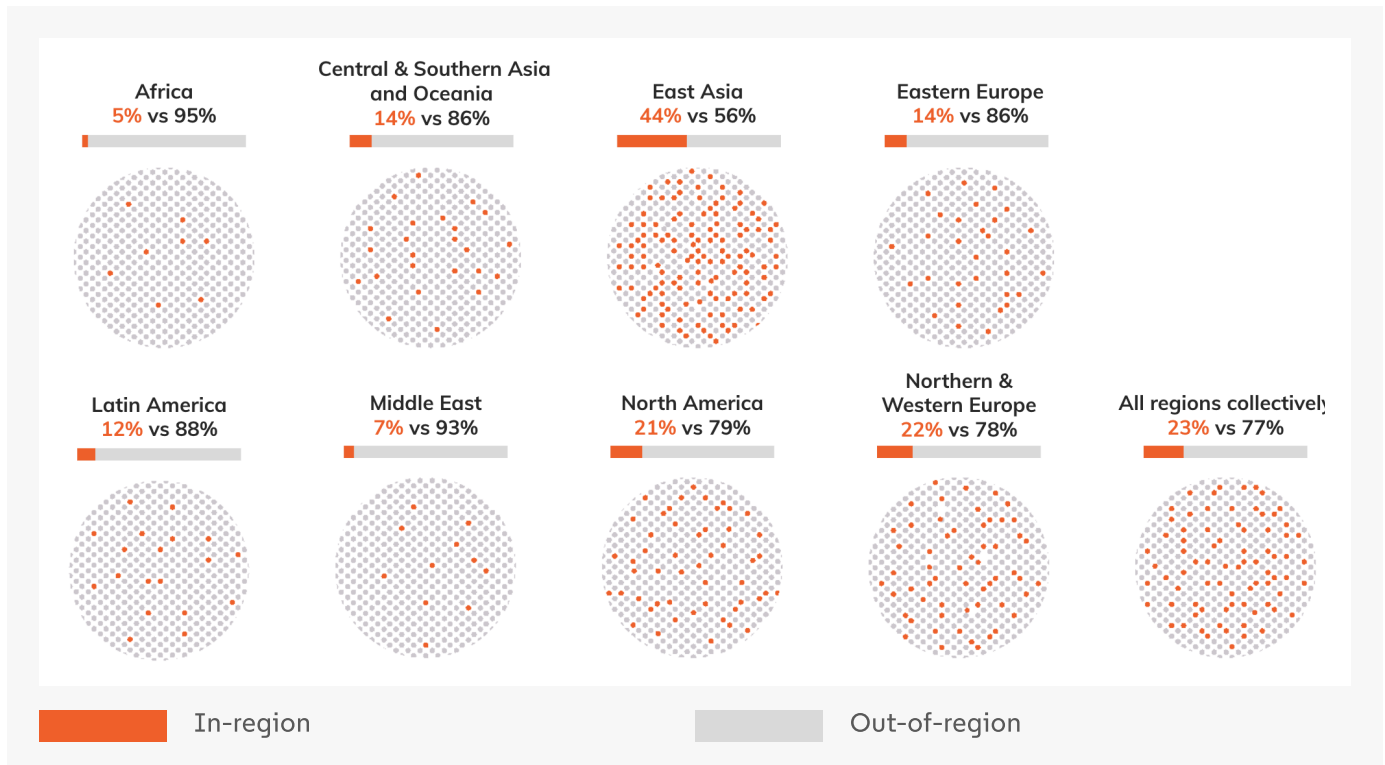 Africa
5% vs 95%
Central & Southern Asia
and Oceania
14% vs 86%
East Asia
44% vs 56%
Eastern Europe
14% vs 86%
Latin America
12% vs 88%
Middle East
7% vs 93%
North America
21% vs 79%
Northern &
Western Europe
22% vs 78%
All regions collectively
23% vs 77%
In-region
Out-of-region